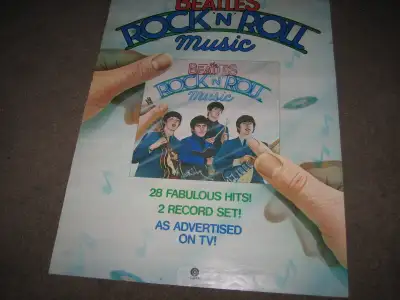 BEATLES
ROCK 'N' ROLL
music
BEATLES
ROCK 'N' ROLL
music
28 FABULOUS HITS!
2 RECORD SET!
AS ADVERTISED
ON TV!